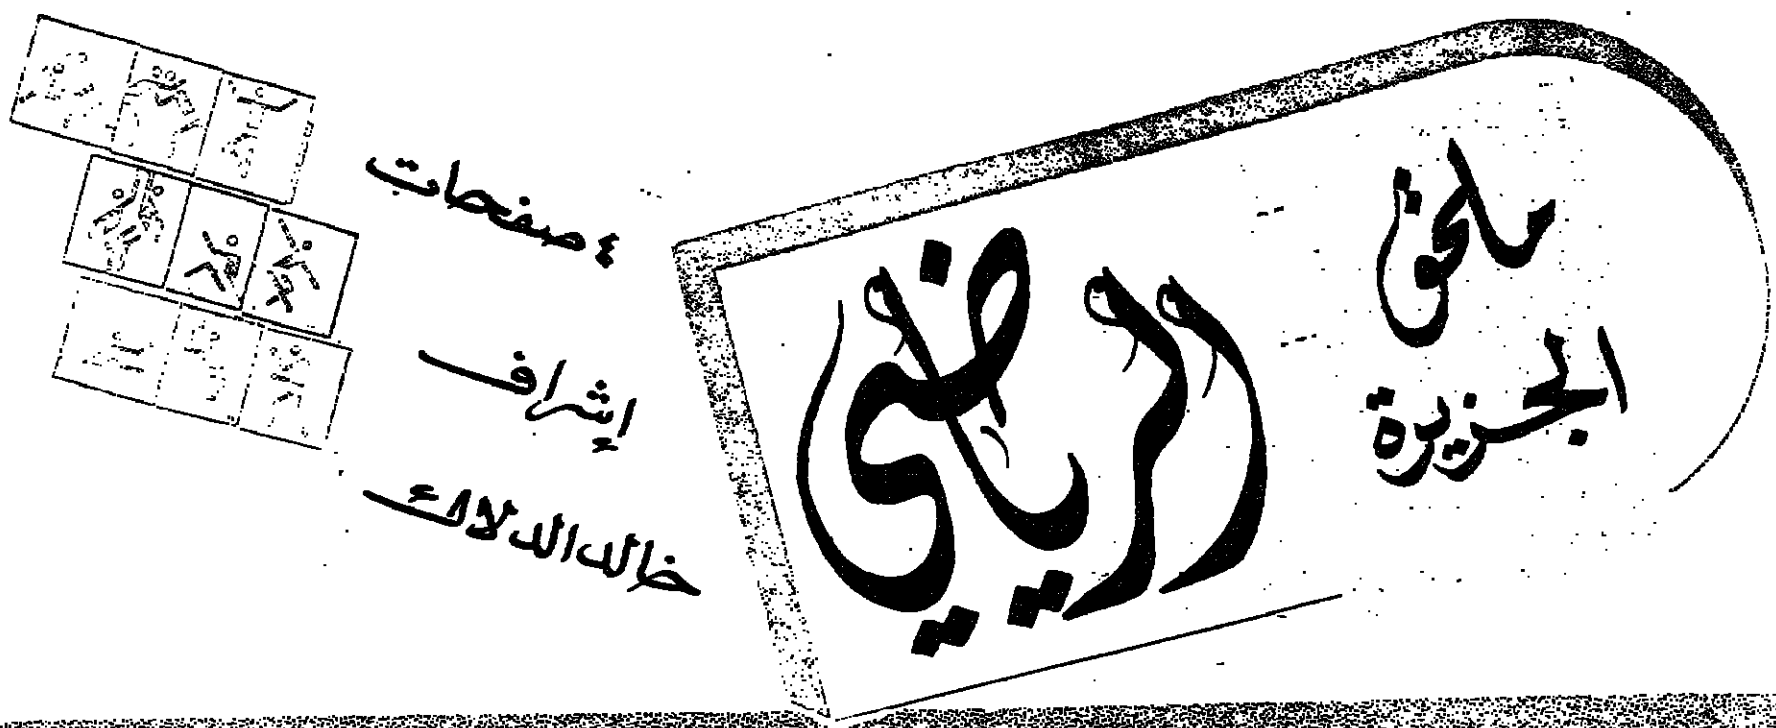 ملحق
الجزيرة
الرياضي
٤ صفحات
إشراف
خالد الدلاك